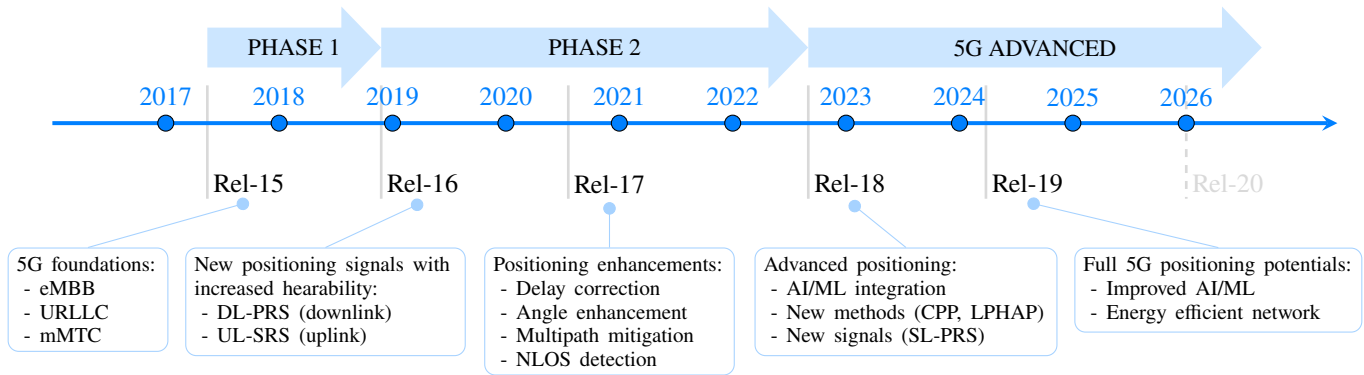 PHASE 1
PHASE 2
5G ADVANCED
2017
2018
2019
2020
2021
2022
2023
2024
2025
2026
Rel-15
Rel-16
Rel-17
Rel-18
Rel-19
Rel-20
5G foundations:
- eMBB
- URLLC
- mMTC
New positioning signals with
increased hearability:
- DL-PRS (downlink)
- UL-SRS (uplink)
Positioning enhancements:
- Delay correction
- Angle enhancement
- Multipath mitigation
- NLOS detection
Advanced positioning:
- AI/ML integration
- New methods (CPP, LPHAP)
- New signals (SL-PRS)
Full 5G positioning potentials:
- Improved AI/ML
- Energy efficient network